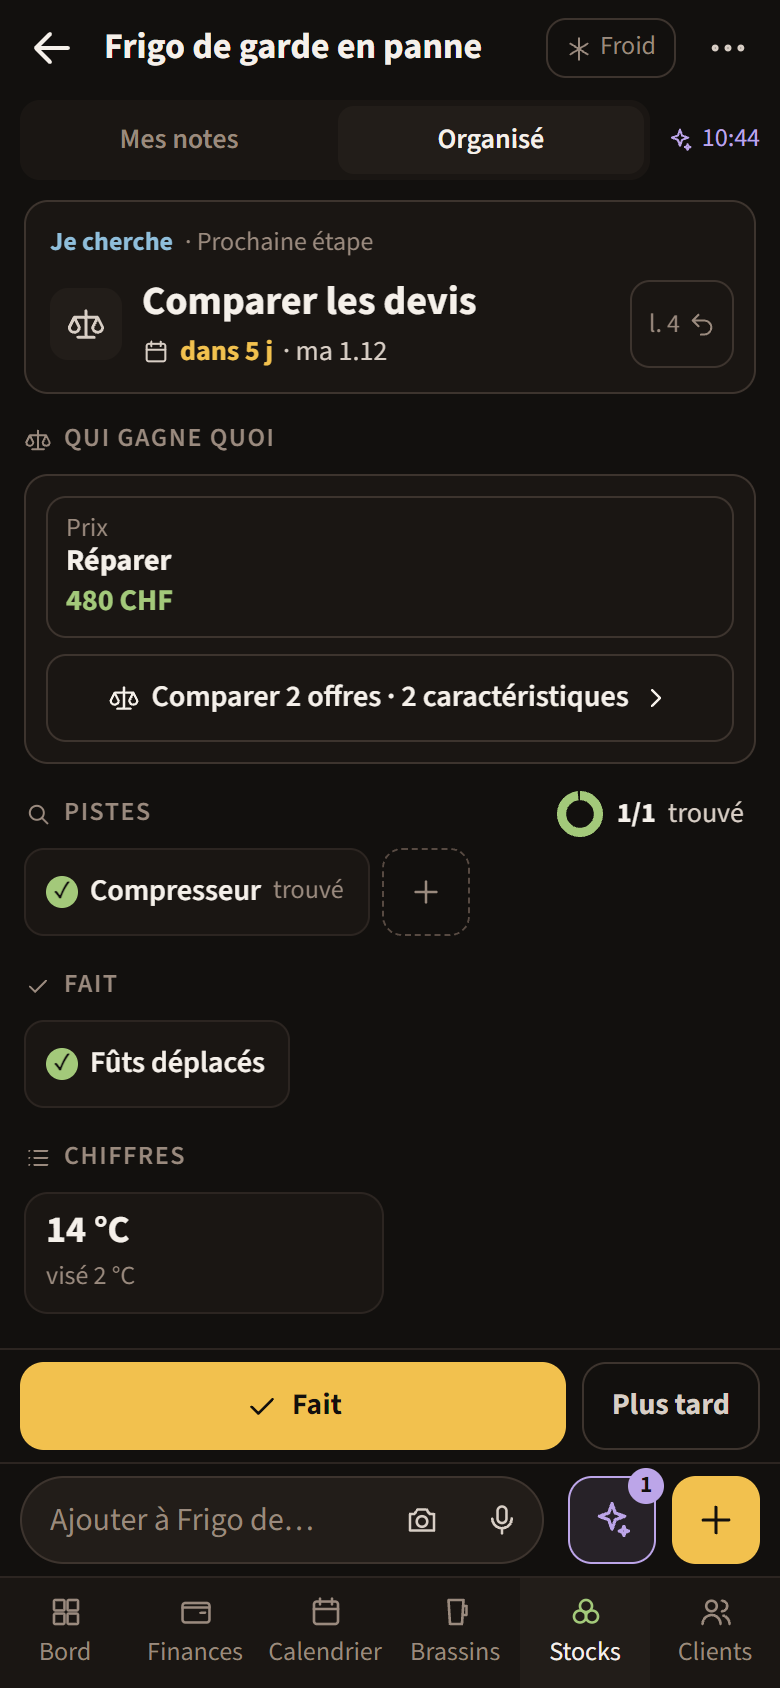 Frigo de garde en panne
Froid
Mes notes
Organisé
10:44
Je cherche · Prochaine étape
Comparer les devis
dans 5 j · ma 1.12
l. 4
QUI GAGNE QUOI
Prix
Réparer
480 CHF
Comparer 2 offres · 2 caractéristiques
PISTES
1/1 trouvé
Compresseur trouvé
FAIT
Fûts déplacés
CHIFFRES
14 °C
visé 2 °C
Fait
Plus tard
Ajouter à Frigo de…
1
Bord
Finances
Calendrier
Brassins
Stocks
Clients